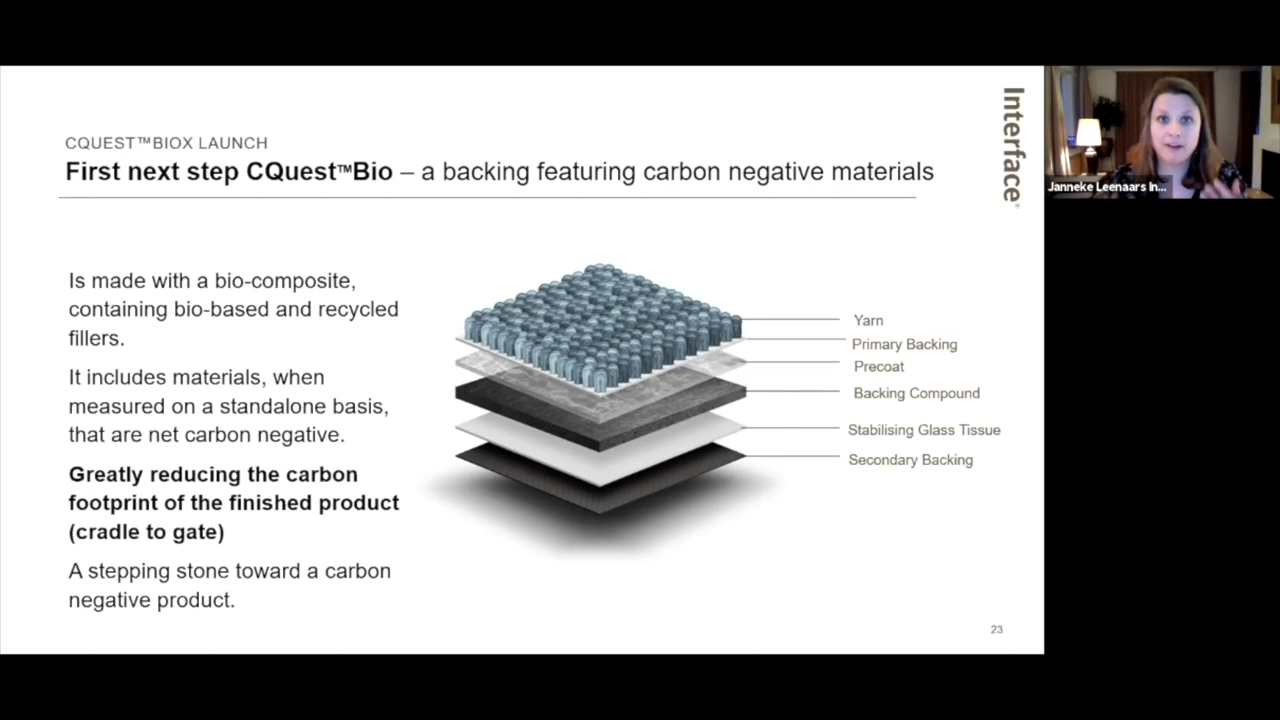 CQUEST™BIOX LAUNCH
First next step CQuest™Bio – a backing featuring carbon negative materials
Interface®
Janneke Leenaars In...
Is made with a bio-composite,
containing bio-based and recycled
fillers.
It includes materials, when
measured on a standalone basis,
that are net carbon negative.
Greatly reducing the carbon
footprint of the finished product
(cradle to gate)
A stepping stone toward a carbon
negative product.
Yarn
Primary Backing
Precoat
Backing Compound
Stabilising Glass Tissue
Secondary Backing
23